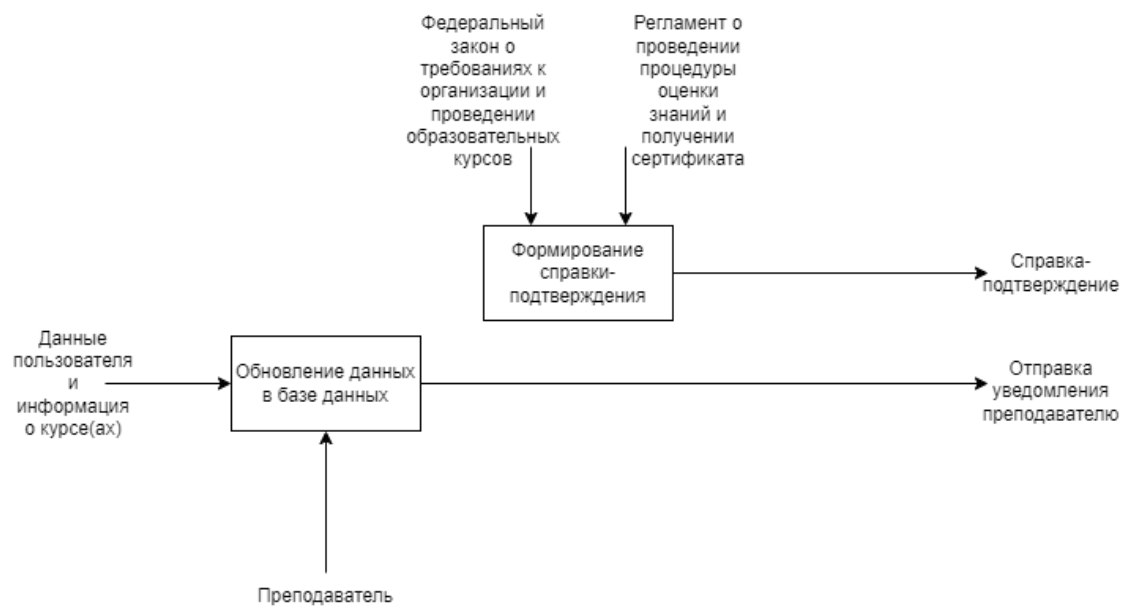 Федеральный
закон о
требованиях к
организации и
проведении
образовательных
курсов
Регламент о
проведении
процедуры
оценки
знаний и
получении
сертификата
Формирование
справки-
подтверждения
Справка-
подтверждение
Данные
пользователя
и
информация
о курсе(ах)
Обновление данных
в базе данных
Отправка
уведомления
преподавателю
Преподаватель